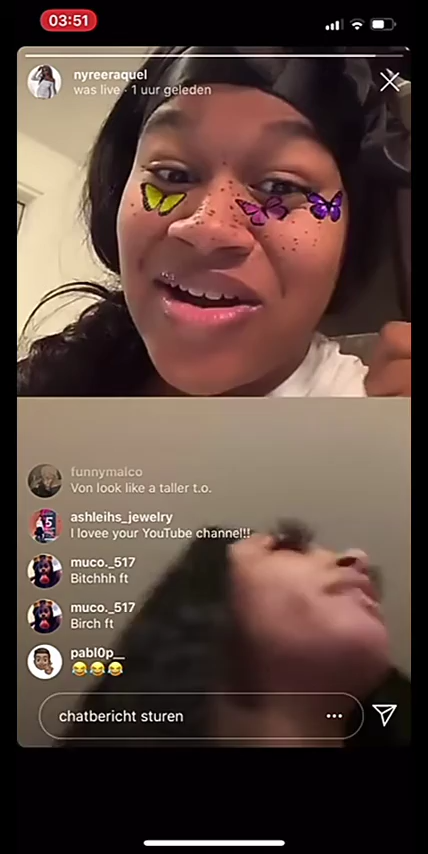 03:51
nyreeraquel
was live · 1 uur geleden
funnymalco
Von look like a taller t.o.
ashleihs_jewelry
I lovee your YouTube channel!!
muco._517
Bitchhh ft
muco._517
Birch ft
pabl0p__
😂😂😂
chatbericht sturen